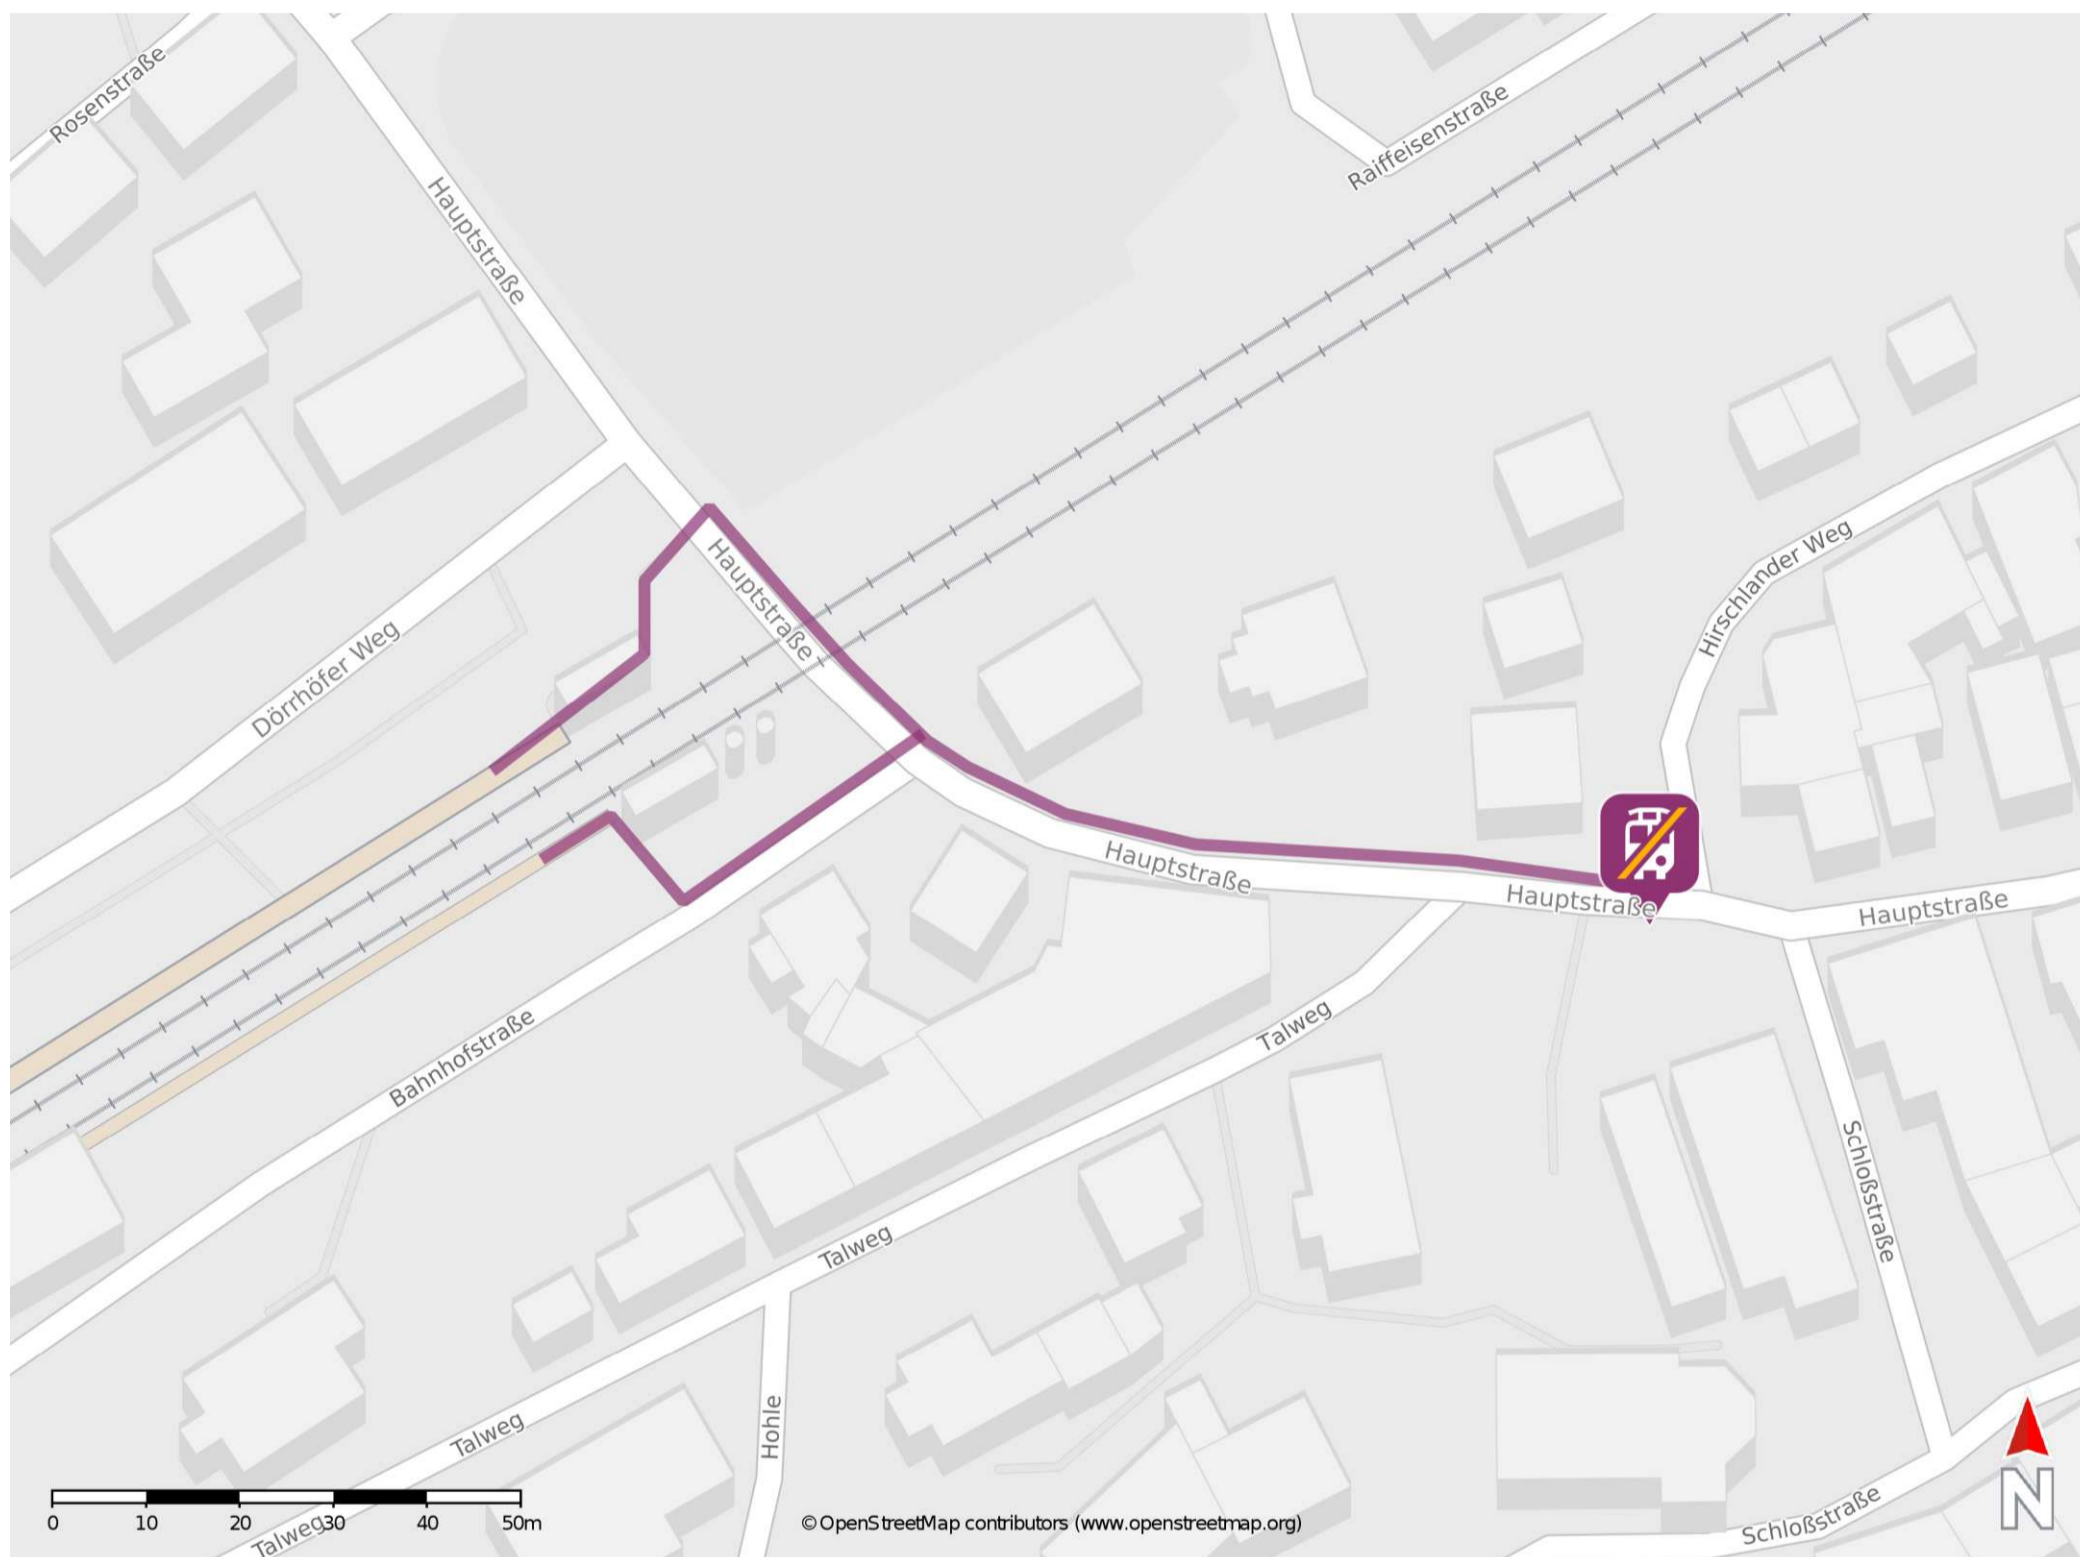 Rosenstraße
Raiffeisenstraße
Hauptstraße
Hirschlander Weg
Hauptstraße
Dörrhöfer Weg
Hauptstraße
Hauptstraße
Hauptstraße
Bahnhofstraße
Talweg
Schloßstraße
Talweg
Hohle
Talweg
Schloßstraße
Talweg
N
0 10 20 30 40 50m
© OpenStreetMap contributors (www.openstreetmap.org)